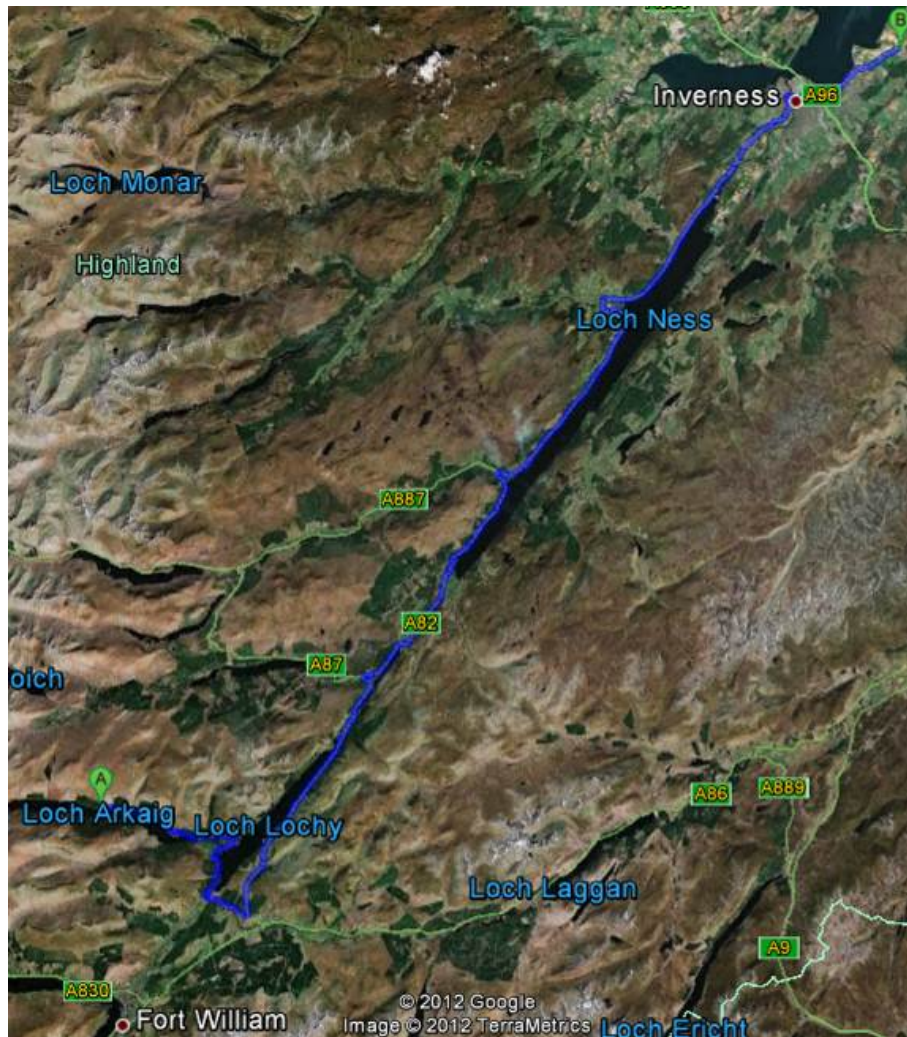 B
Inverness
A96
Loch Monar
Highland
Loch Ness
A887
A82
A87
oich
A
Loch Arkaig
Loch Lochy
A86
A889
Loch Laggan
A9
A830
Fort William
© 2012 Google
Image © 2012 TerraMetrics
Loch Ericht